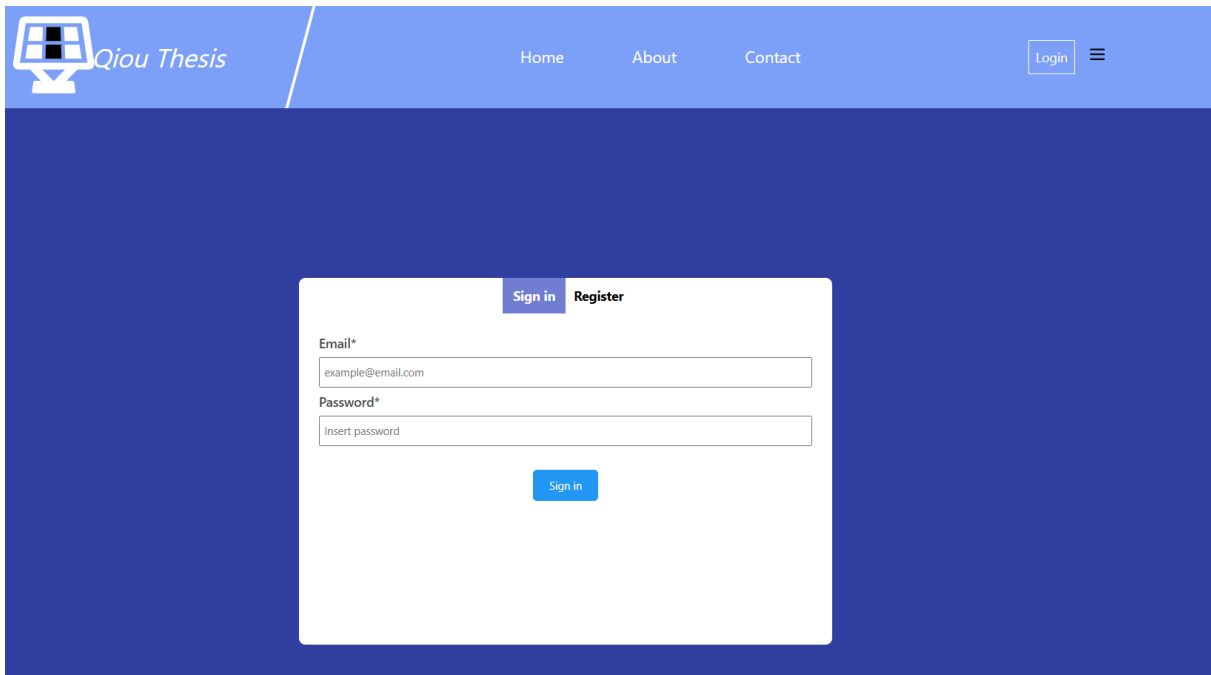 Qiou Thesis
Home About Contact
Login
Sign in Register
Email*
example@email.com
Password*
Insert password
Sign in